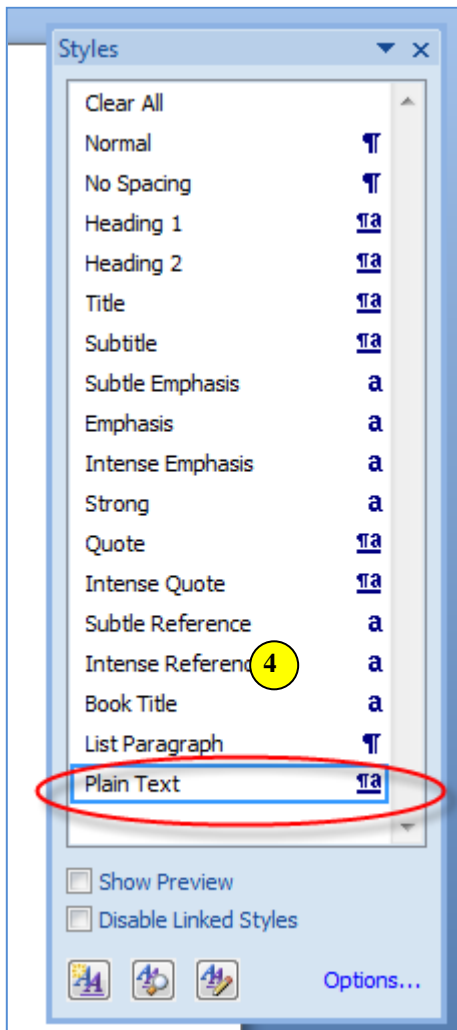 Styles
Clear All
Normal ¶
No Spacing ¶
Heading 1 ¶a
Heading 2 ¶a
Title ¶a
Subtitle ¶a
Subtle Emphasis a
Emphasis a
Intense Emphasis a
Strong a
Quote ¶a
Intense Quote ¶a
Subtle Reference a
Intense Referenc 4 a
Book Title a
List Paragraph ¶
Plain Text ¶a
Show Preview
Disable Linked Styles
Options...